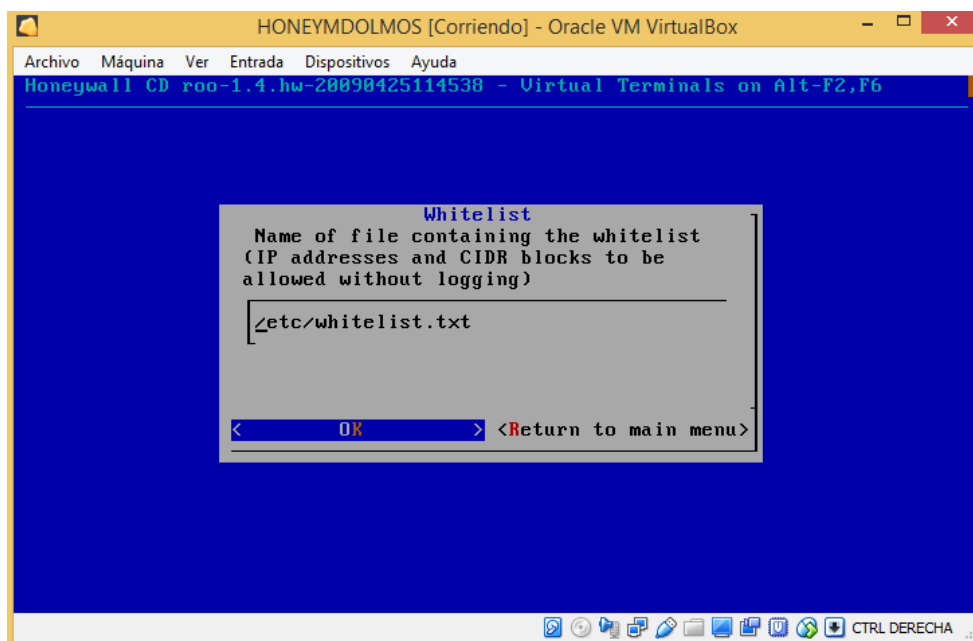 HONEYMDOLMOS [Corriendo] - Oracle VM VirtualBox
Archivo Máquina Ver Entrada Dispositivos Ayuda
Honeywall CD roo-1.4.hw-20090425114538 - Virtual Terminals on Alt-F2,F6
Whitelist
Name of file containing the whitelist
(IP addresses and CIDR blocks to be
allowed without logging)
/etc/whitelist.txt
< OK > <Return to main menu>
CTRL DERECHA